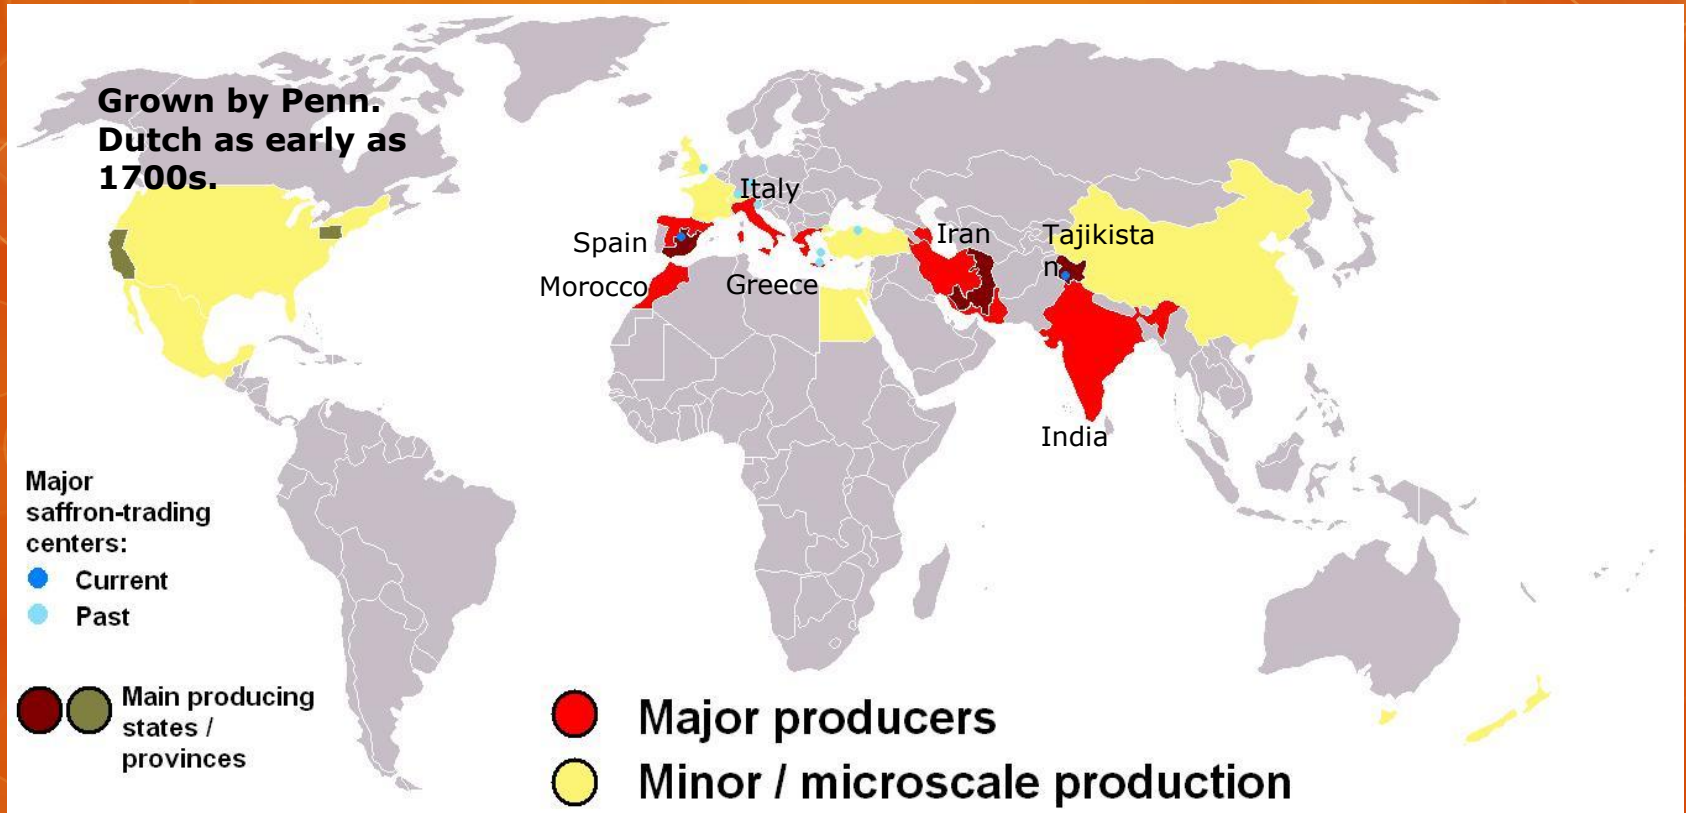 Grown by Penn.
Dutch as early as
1700s.
Italy
Spain
Iran
Tajikista
n
Morocco
Greece
India
Major
saffron-trading
centers:
Current
Past
Main producing
states /
provinces
Major producers
Minor / microscale production